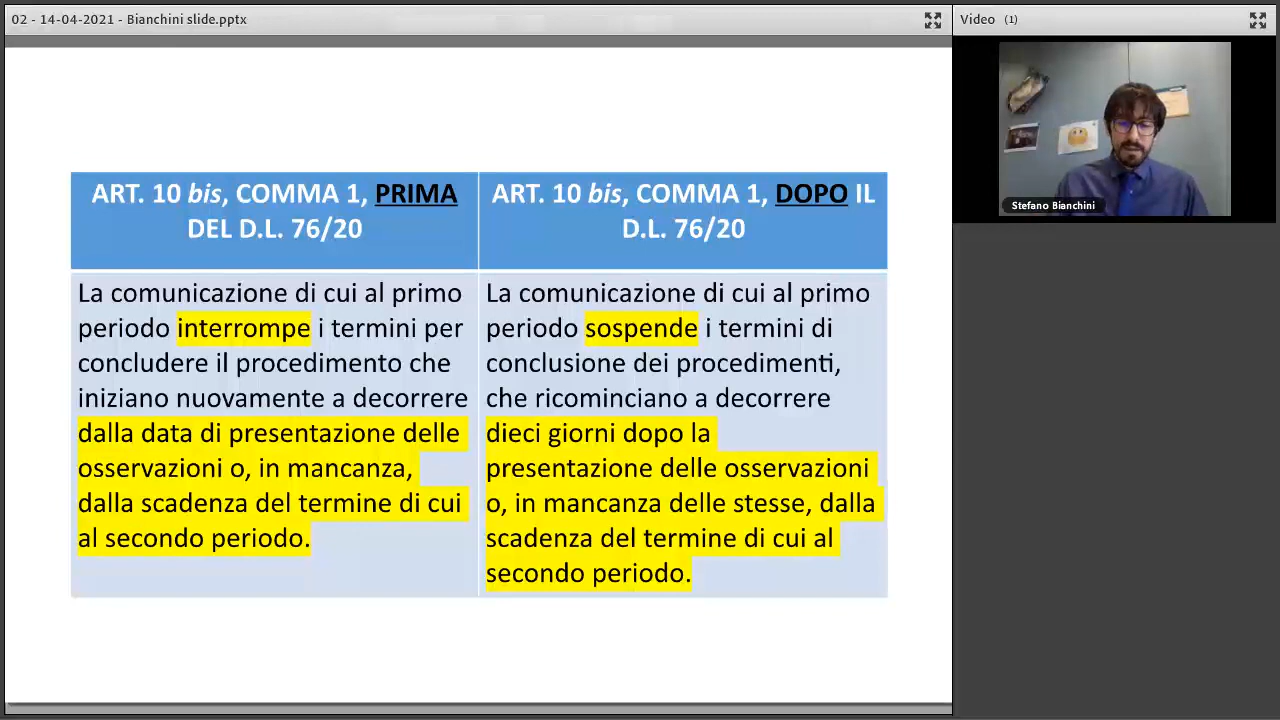 02 - 14-04-2021 - Bianchini slide.pptx
Video (1)
Stefano Bianchini
ART. 10 bis, COMMA 1, PRIMA
DEL D.L. 76/20
ART. 10 bis, COMMA 1, DOPO IL
D.L. 76/20
La comunicazione di cui al primo
periodo interrompe i termini per
concludere il procedimento che
iniziano nuovamente a decorrere
dalla data di presentazione delle
osservazioni o, in mancanza,
dalla scadenza del termine di cui
al secondo periodo.
La comunicazione di cui al primo
periodo sospende i termini di
conclusione dei procedimenti,
che ricominciano a decorrere
dieci giorni dopo la
presentazione delle osservazioni
o, in mancanza delle stesse, dalla
scadenza del termine di cui al
secondo periodo.